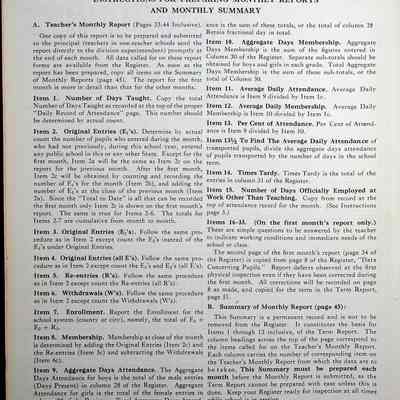 INSTRUCTIONS FOR PREPARING MONTHLY REPORTS
AND MONTHLY SUMMARY
A. Teacher's Monthly Report (Pages 33-44 Inclusive).
One copy of this report is to be prepared and submitted
to the principal (teachers in one-teacher schools send the
report directly to the division superintendent) promptly at
the end of each month. All data called for on these report
forms are available from the Register. As soon as the
report has been prepared, copy all items on the Summary
of Monthly Reports (Page 45). The report for the first
month is more in detail than that for the other months.
Item 1. Number of Days Taught. Copy the total
Number of Days Taught as recorded at the top of the proper
"Daily Record of Attendance" page. This number should
be determined by actual count.
Item 2. Original Entries (E₁'s). Determine by actual
count the number of pupils who entered during the month,
who had not previously, during this school year, entered
any public school in this or any other State. Except for the
first month, Item 2a will be the same as Item 2c on the
report for the previous month. After the first month,
Item 2c will be obtained by counting and recording the
number of E₁'s for the month (Item 2b), and adding the
number of E₁'s at the close of the previous month (Item
2a). Since the "Total to Date" is all that can be recorded
the first month only Item 2c is shown on the first month's
report. The same is true for Items 3-6. The totals for Items
2-7 are cumulative from month to month.
Item 3. Original Entries (E₂'s). Follow the same pro-
cedure as in Item 2 except count the E₂'s instead of the
E₁'s under Original Entries.
Item 4. Original Entries (all E's). Follow the same pro-
cedure as in Item 2 except count the E₁'s and E₂'s (all E's).
Item 5. Re-entries (R's). Follow the same procedure
as in Item 2 except count the Re-entries (all R's).
Item 6. Withdrawals (W's). Follow the same procedure
as in Item 2 except count the Withdrawals (W's).
Item 7. Enrollment. Report the Enrollment for the
school system (county or city), namely, the total of E₁ +
Item 8. Membership. Membership at close of the month
is determined by adding the Original Entries (Item 2c) and
the Re-entries (Item 5c) and subtracting the Withdrawals
(Item 6c).
Item 9. Aggregate Days Attendance. The Aggregate
Days Attendance for boys is the total of the male entries
(Days Present) in column 28 of the Register. Aggregate
Attendance for girls is the total of the female entries in
ance is the sum of these totals, or the total of column 28
Item 10. Aggregate Days Membership. Aggregate
Days Membership is the sum of the figures entered in
Column 30 of the Register. Separate sub-totals should be
obtained for boys and girls in each grade. Total Aggregate
Days Membership is the sum of these sub-totals, or the
total of Column 30.
Item 11. Average Daily Attendance. Average Daily
Attendance is Item 9 divided by Item 1c.
Item 12. Average Daily Membership. Average Daily
Membership is Item 10 divided by Item 1c.
Item 13. Per Cent of Attendance. Per Cent of Attend-
ance is Item 9 divided by Item 10.
Item 13½ To Find The Average Daily Attendance of
transported pupils, divide the aggregate days attendance
of pupils transported by the number of days in the school
term.
Item 14. Times Tardy. Times Tardy is the total of the
entries in column 31 of the Register.
Item 15. Number of Days Officially Employed at
Work Other Than Teaching. Copy from record at the
top of attendance record for the month. (See Instructions
page 3.)
Items 16-33. (On the first month's report only.)
There are simple questions to be answered by the teacher
to indicate working conditions and immediate needs of the
school or class.
The second page of the first month's report (page 34 of
the Register) is copied from page 8 of the Register, "Data
Concerning Pupils." Report defects observed at the first
physical inspection even if they have been corrected during
the first month. All corrections will be recorded on page
8 as made, and copied for the item in the Term Report,
page 51.
B. Summary of Monthly Report (page 45):
This Summary is a permanent record and is not to be
removed from the Register. It constitutes the basis for
Items 1 through 13 inclusive, of the Term Report. The
column headings across the top of the page correspond to
the items called for on the Teacher's Monthly Report.
Each column carries the number of corresponding item on
the Teacher's Monthly Report from which the data are to
be taken. This Summary must be prepared each
month before the Monthly Report is submitted, as the Term
Report cannot be prepared with ease unless this is
done. Keep your Register ready for inspection at all times